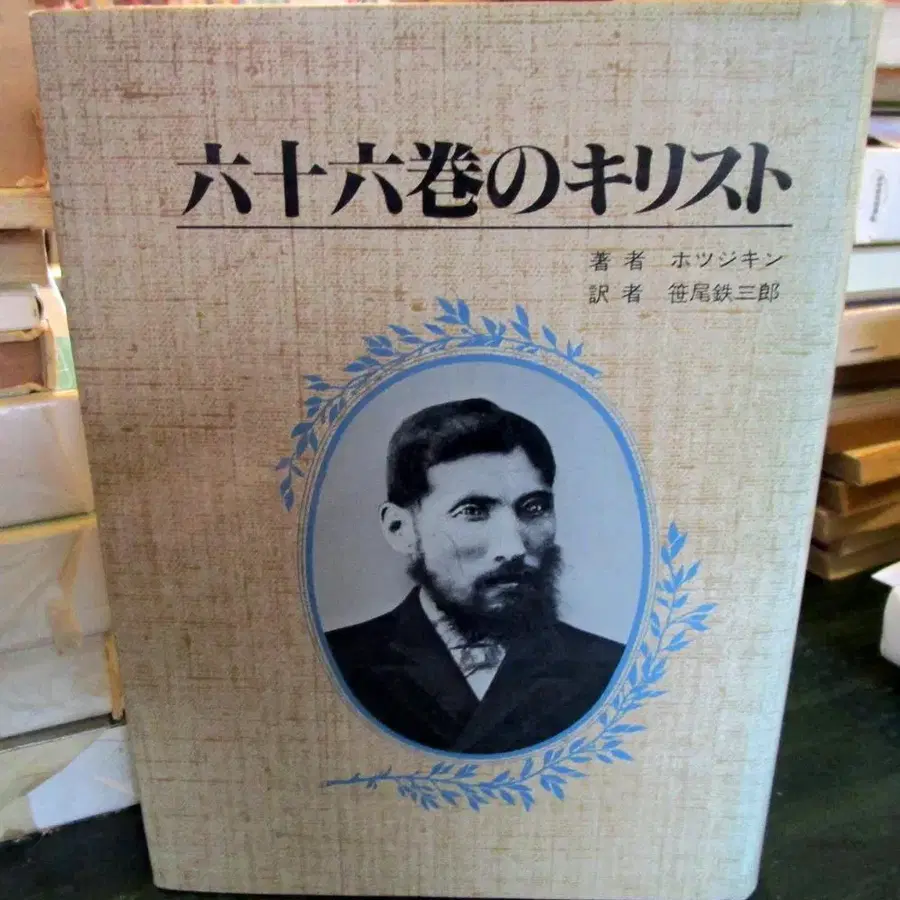 六十六巻のキリスト
著者 ホツジキン
訳者 笹尾鉄三郎